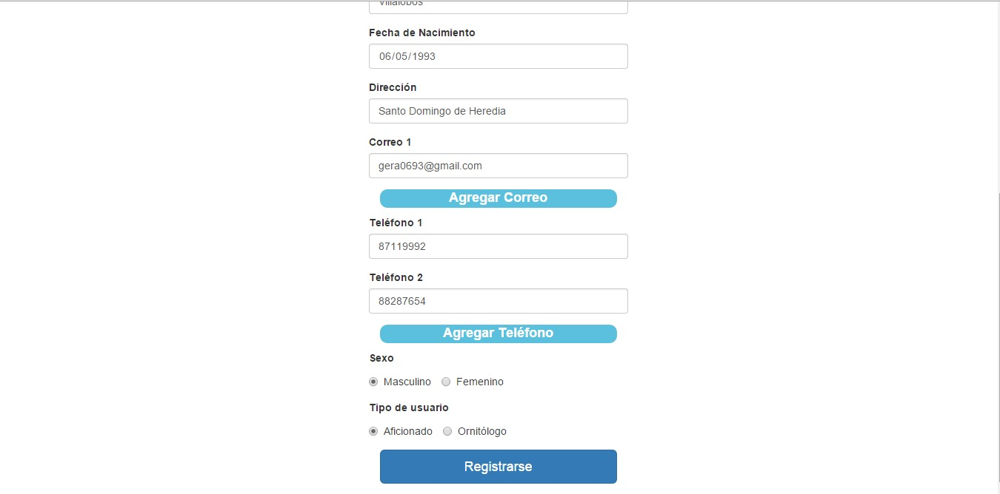 Villalobos
Fecha de Nacimiento
06/05/1993
Dirección
Santo Domingo de Heredia
Correo 1
gera0693@gmail.com
Agregar Correo
Teléfono 1
87119992
Teléfono 2
88287654
Agregar Teléfono
Sexo
Masculino Femenino
Tipo de usuario
Aficionado Ornitólogo
Registrarse